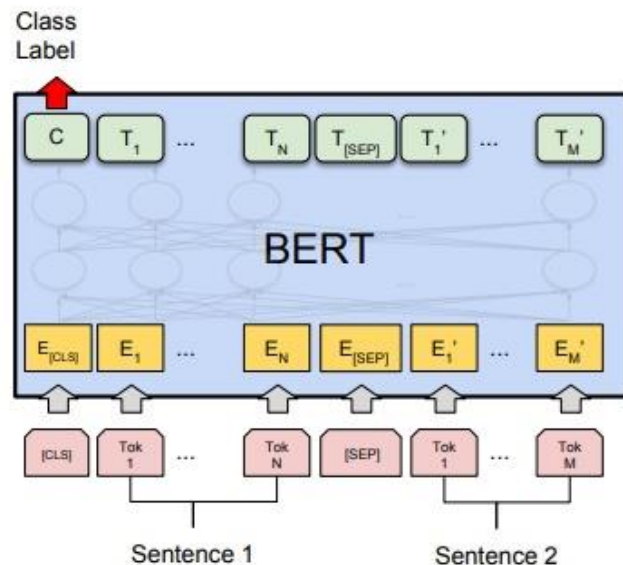 Class
Label
C T1 ... TN T[SEP] T1' ... TM'
BERT
E[CLS] E1 ... EN E[SEP] E1' ... EM'
[CLS] Tok 1 ... Tok N [SEP] Tok 1 ... Tok M
Sentence 1 Sentence 2